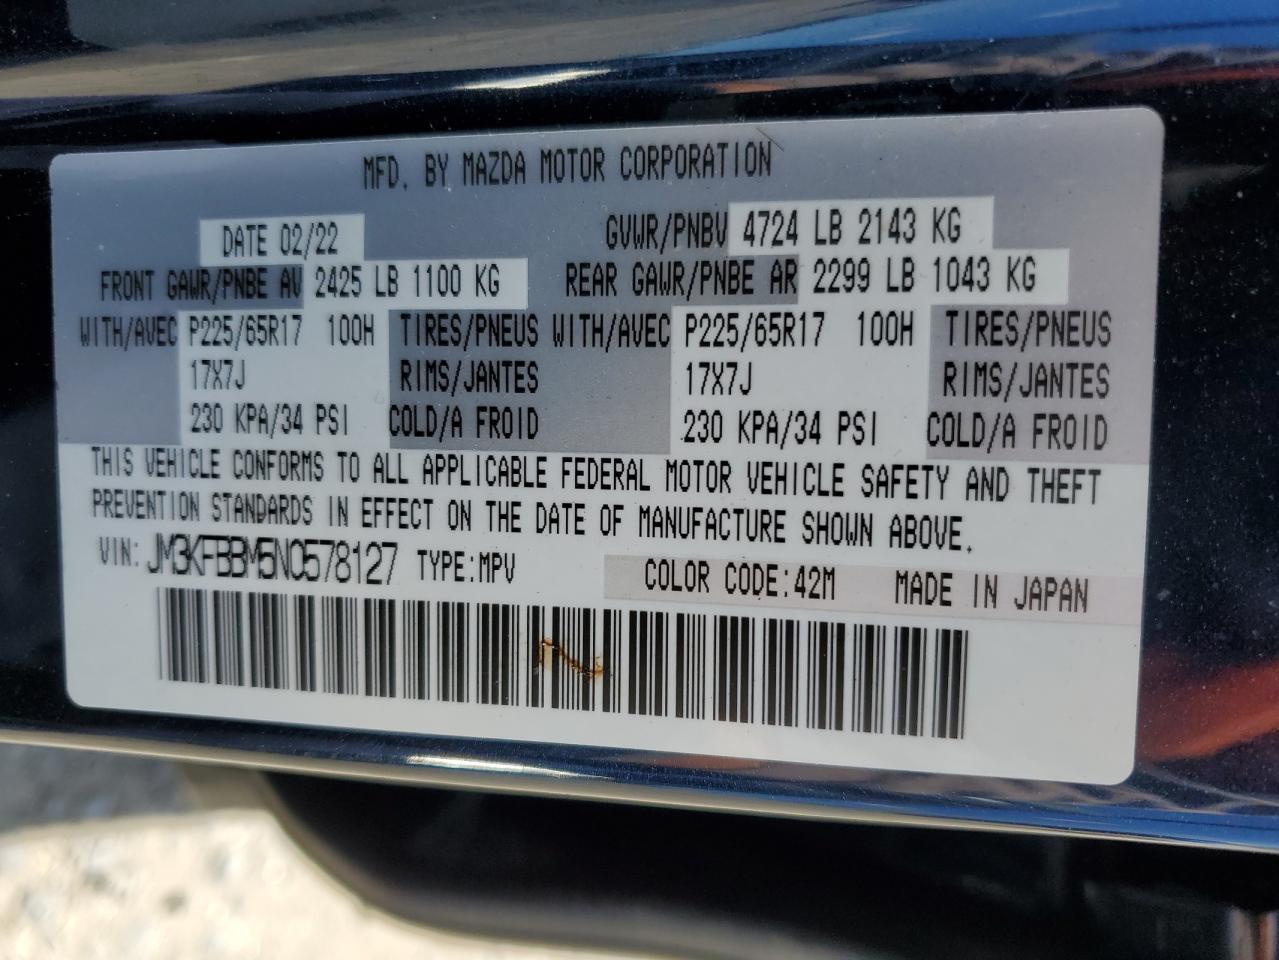 MFD. BY MAZDA MOTOR CORPORATION
DATE 02/22 GVWR/PNBV 4724 LB 2143 KG
FRONT GAWR/PNBE AV 2425 LB 1100 KG REAR GAWR/PNBE AR 2299 LB 1043 KG
WITH/AVEC P225/65R17 100H TIRES/PNEUS WITH/AVEC P225/65R17 100H TIRES/PNEUS
17X7J RIMS/JANTES 17X7J RIMS/JANTES
230 KPA/34 PSI COLD/A FROID 230 KPA/34 PSI COLD/A FROID
THIS VEHICLE CONFORMS TO ALL APPLICABLE FEDERAL MOTOR VEHICLE SAFETY AND THEFT
PREVENTION STANDARDS IN EFFECT ON THE DATE OF MANUFACTURE SHOWN ABOVE.
VIN: JM3KFBBM5N0578127 TYPE:MPV COLOR CODE:42M MADE IN JAPAN